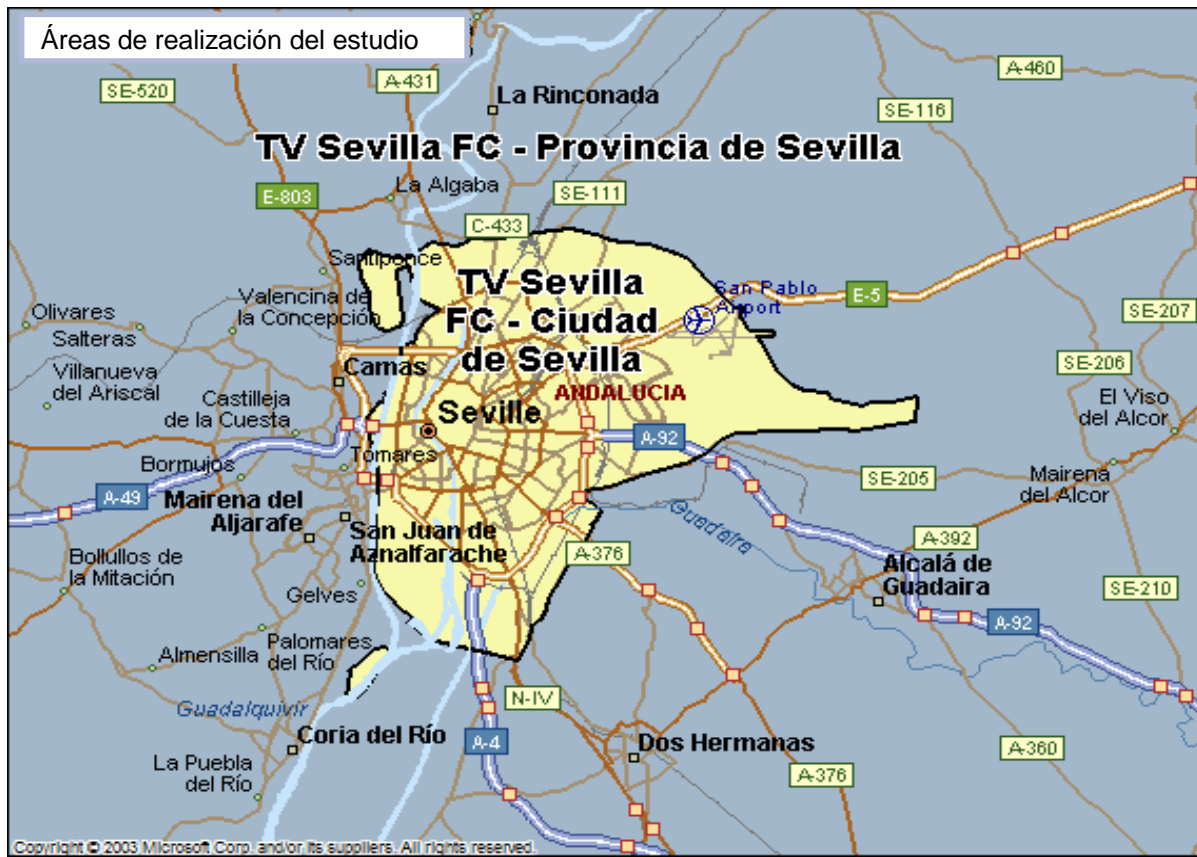 Áreas de realización del estudio
A-460
A-431
SE-520
La Rinconada
SE-116
TV Sevilla FC - Provincia de Sevilla
La Algaba
E-803
SE-111
C-433
Santiponce
TV Sevilla
FC - Ciudad
de Sevilla
San Pablo
Airport
E-5
Valencina de
la Concepción
Olivares
Salteras
SE-207
Camas
SE-206
Villanueva
del Ariscal
ANDALUCIA
Castilleja
de la Cuesta
Seville
El Viso
del Alcor
A-92
Tomares
Bormujos
SE-205
Mairena
del Alcor
A-49
Mairena del
Aljarafe
San Juan de
Aznalfarache
Guadaira
A-392
A-376
Bollullos de
la Mitación
Alcalá de
Guadaira
Gelves
SE-210
A-92
Palomares
del Río
Almensilla
N-IV
Guadalquivir
Coria del Río
A-4
Dos Hermanas
A-360
La Puebla
del Río
A-376
Copyright © 2003 Microsoft Corp. and/or its suppliers. All rights reserved.